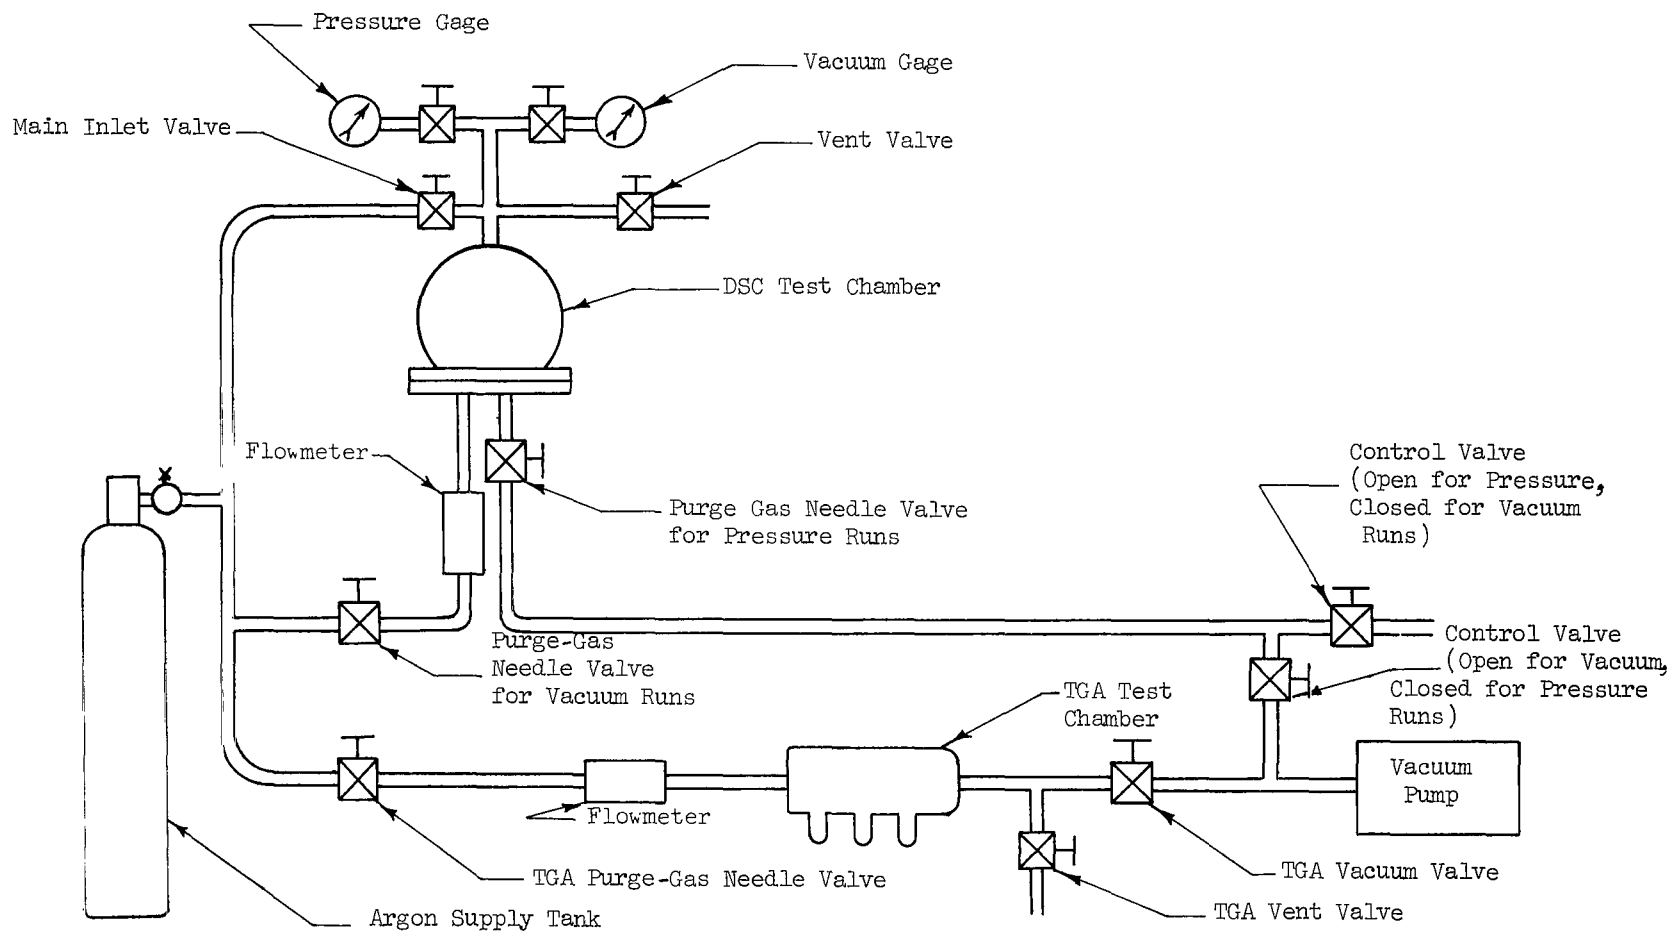 Pressure Gage
Vacuum Gage
Main Inlet Valve
Vent Valve
DSC Test Chamber
Flowmeter
Purge Gas Needle Valve
for Pressure Runs
Control Valve
(Open for Pressure,
Closed for Vacuum
Runs)
Purge-Gas
Needle Valve
for Vacuum Runs
Control Valve
(Open for Vacuum,
Closed for Pressure
Runs)
TGA Test
Chamber
Vacuum
Pump
Flowmeter
TGA Purge-Gas Needle Valve
TGA Vacuum Valve
Argon Supply Tank
TGA Vent Valve